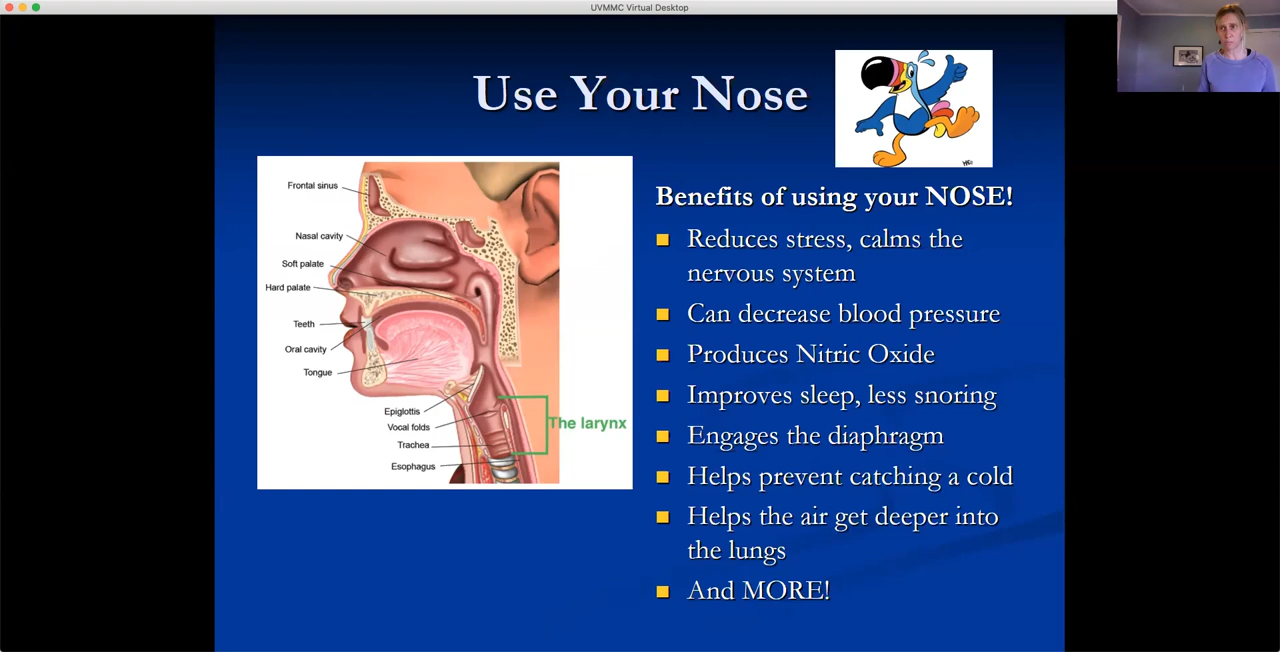 UVMMC Virtual Desktop
Use Your Nose
Frontal sinus
Nasal cavity
Soft palate
Hard palate
Teeth
Oral cavity
Tongue
Epiglottis
Vocal folds
Trachea
Esophagus
The larynx
Benefits of using your NOSE!
Reduces stress, calms the
nervous system
Can decrease blood pressure
Produces Nitric Oxide
Improves sleep, less snoring
Engages the diaphragm
Helps prevent catching a cold
Helps the air get deeper into
the lungs
And MORE!